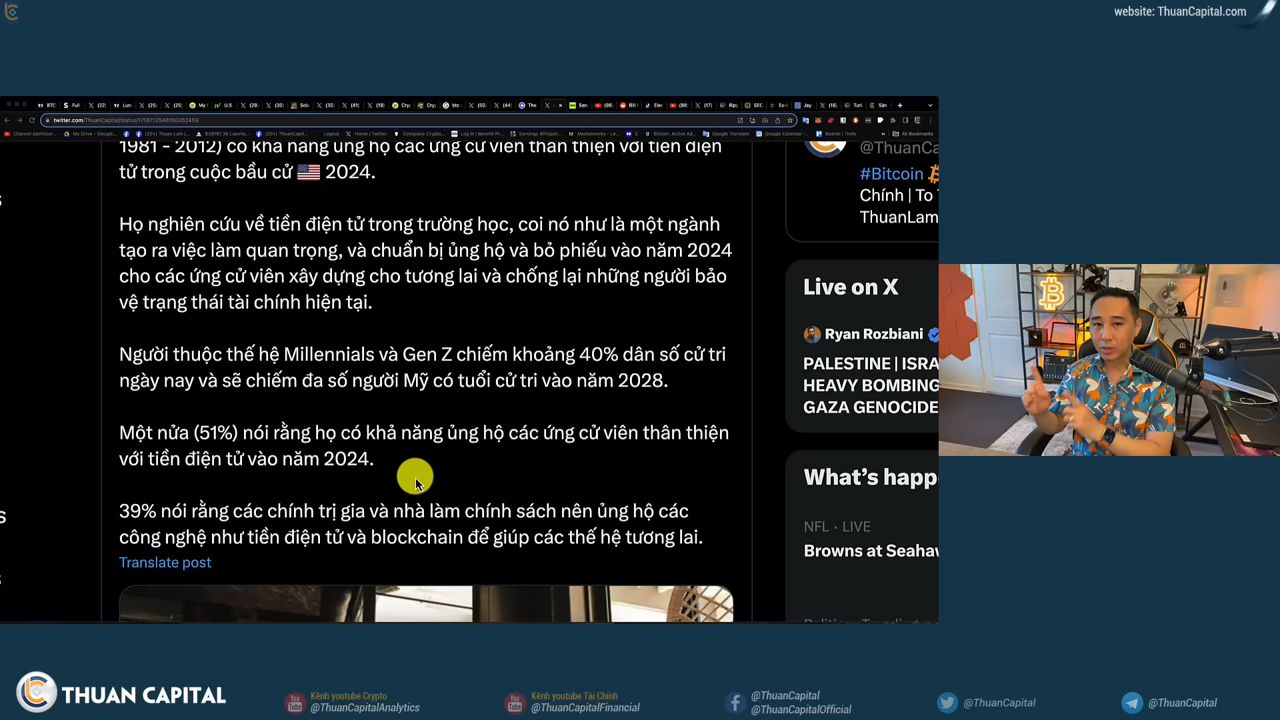 website: ThuanCapital.com
twitter.com/ThuanCapital/status/1718712548160352459
1981 - 2012) có khả năng ủng hộ các ứng cử viên thân thiện với tiền điện
tử trong cuộc bầu cử 🇺🇸 2024.
Họ nghiên cứu về tiền điện tử trong trường học, coi nó như là một ngành
tạo ra việc làm quan trọng, và chuẩn bị ủng hộ và bỏ phiếu vào năm 2024
cho các ứng cử viên xây dựng cho tương lai và chống lại những người bảo
vệ trạng thái tài chính hiện tại.
Người thuộc thế hệ Millennials và Gen Z chiếm khoảng 40% dân số cử tri
ngày nay và sẽ chiếm đa số người Mỹ có tuổi cử tri vào năm 2028.
Một nửa (51%) nói rằng họ có khả năng ủng hộ các ứng cử viên thân thiện
với tiền điện tử vào năm 2024.
39% nói rằng các chính trị gia và nhà làm chính sách nên ủng hộ các
công nghệ như tiền điện tử và blockchain để giúp các thế hệ tương lai.
Translate post
@ThuanCa
#Bitcoin
Chính | To T
ThuanLam
Live on X
Ryan Rozbiani
PALESTINE | ISRA
HEAVY BOMBING
GAZA GENOCIDE
What's happ
NFL · LIVE
Browns at Seahaw
THUAN CAPITAL
Kênh youtube Crypto
@ThuanCapitalAnalytics
Kênh youtube Tài Chính
@ThuanCapitalFinancial
@ThuanCapital
@ThuanCapitalOfficial
@ThuanCapital
@ThuanCapital